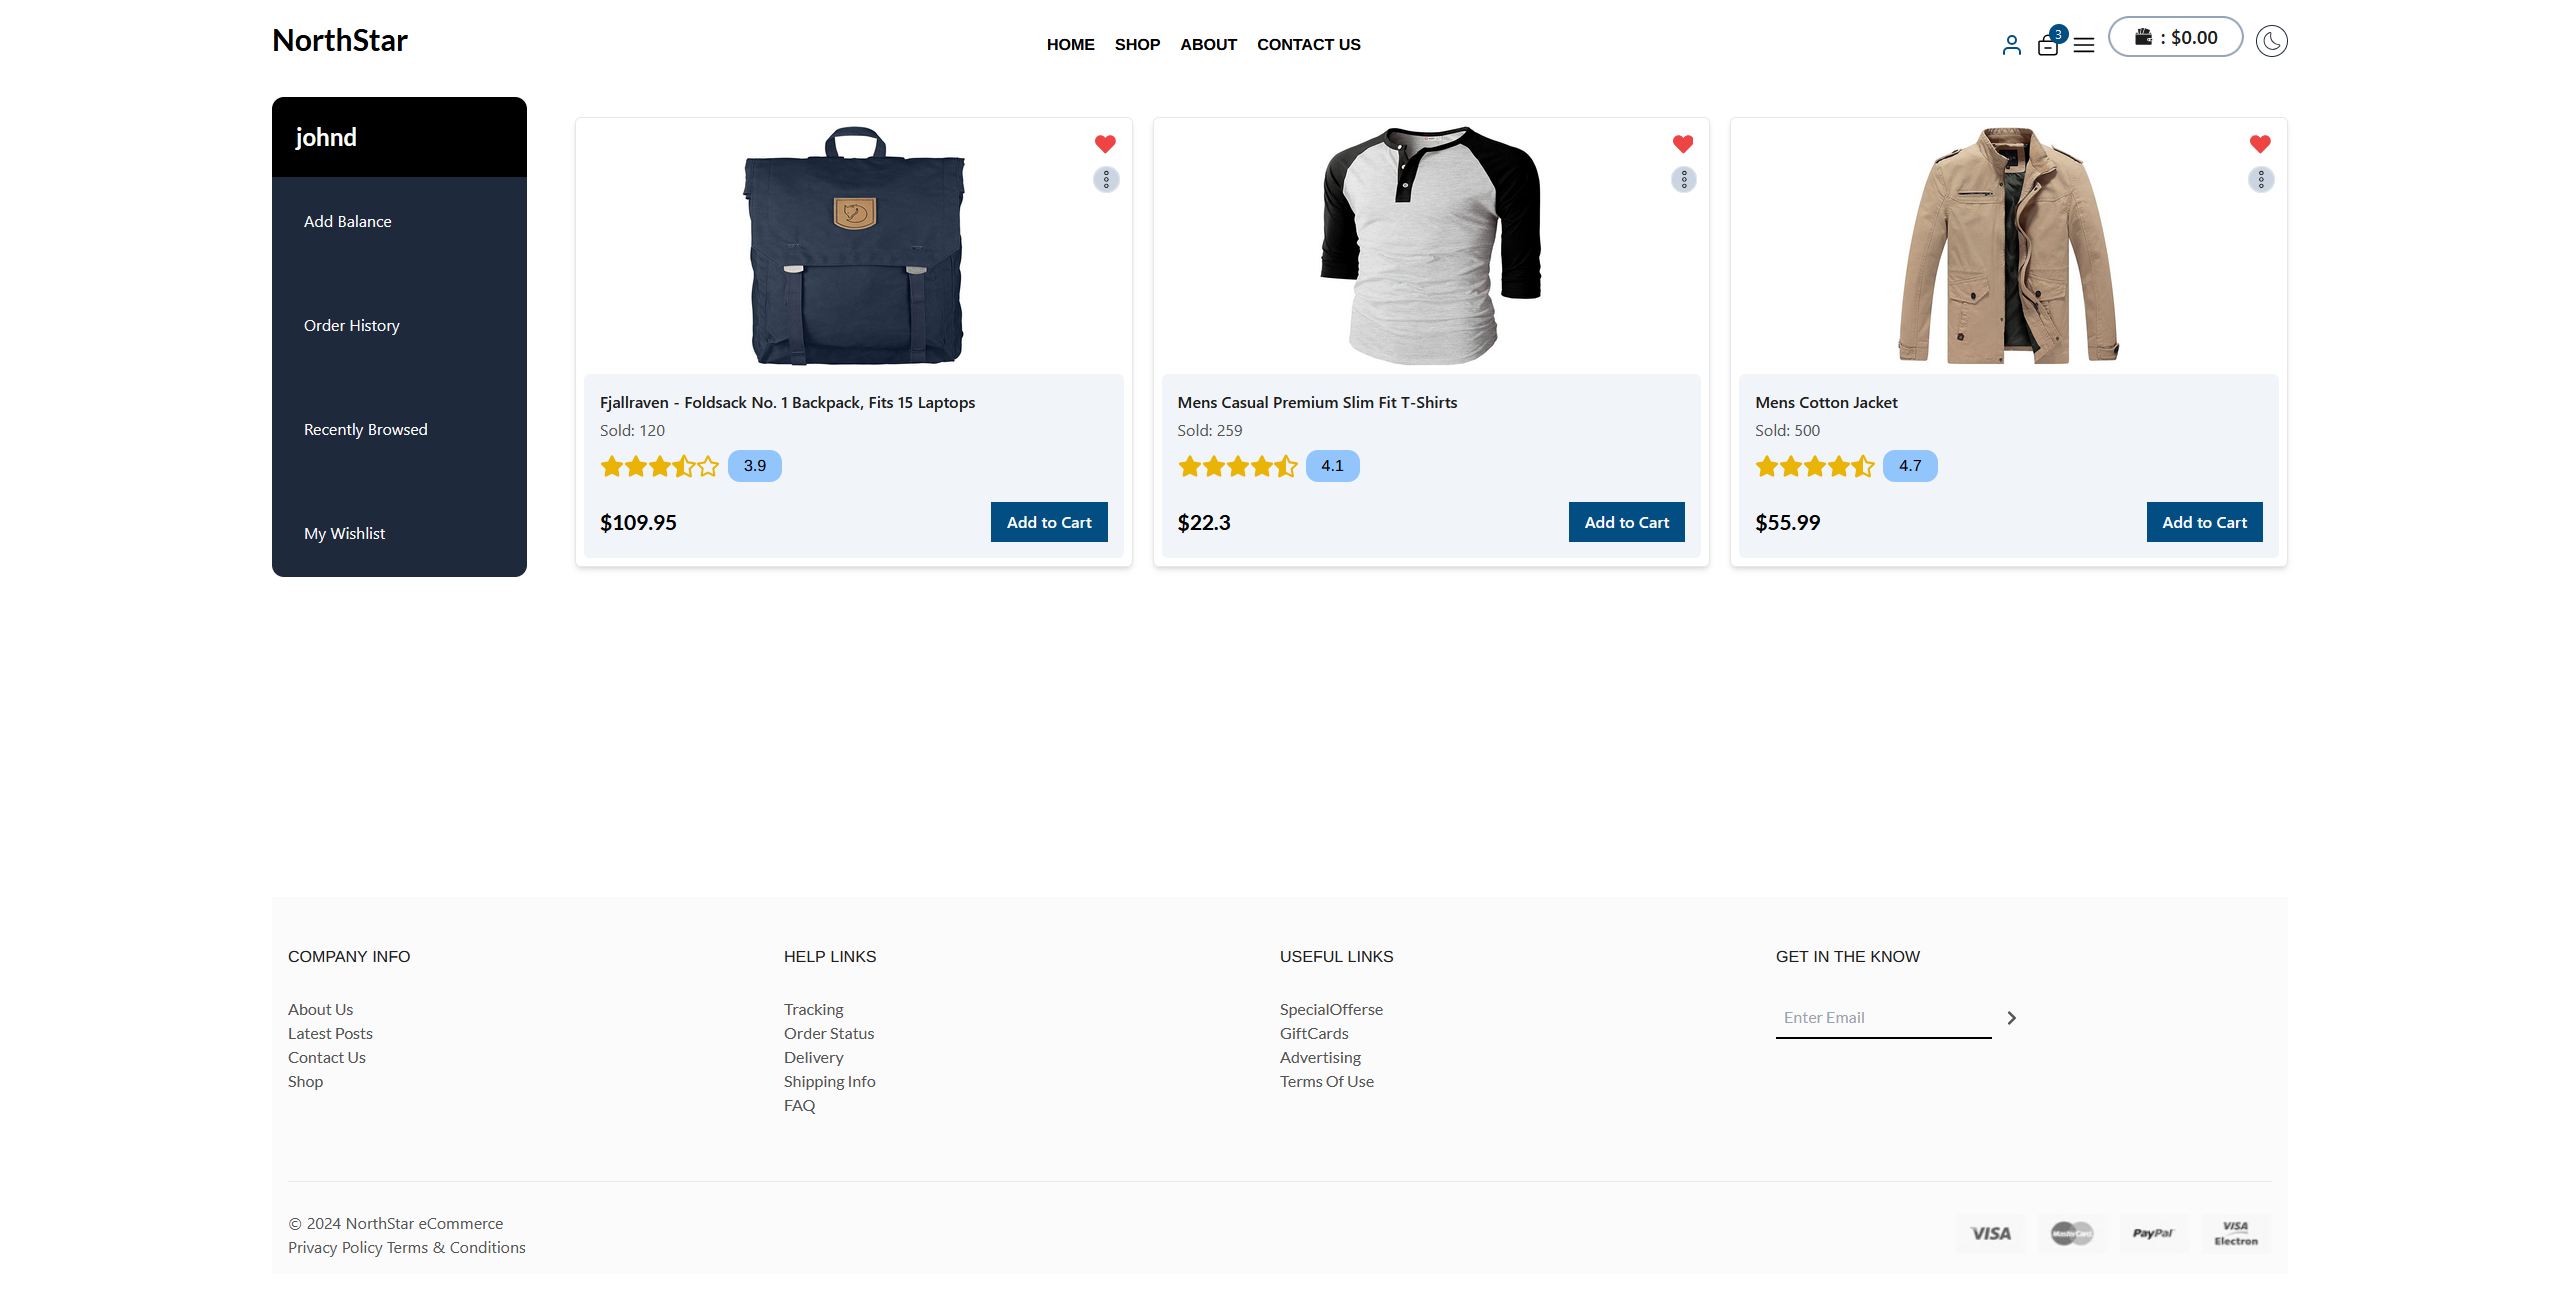 NorthStar
HOME SHOP ABOUT CONTACT US
3
: $0.00
johnd
Add Balance
Order History
Recently Browsed
My Wishlist
Fjallraven - Foldsack No. 1 Backpack, Fits 15 Laptops
Sold: 120
3.9
$109.95
Add to Cart
Mens Casual Premium Slim Fit T-Shirts
Sold: 259
4.1
$22.3
Add to Cart
Mens Cotton Jacket
Sold: 500
4.7
$55.99
Add to Cart
COMPANY INFO
About Us
Latest Posts
Contact Us
Shop
HELP LINKS
Tracking
Order Status
Delivery
Shipping Info
FAQ
USEFUL LINKS
SpecialOfferse
GiftCards
Advertising
Terms Of Use
GET IN THE KNOW
Enter Email
© 2024 NorthStar eCommerce
Privacy Policy Terms & Conditions
VISA
MasterCard
PayPal
VISA
Electron